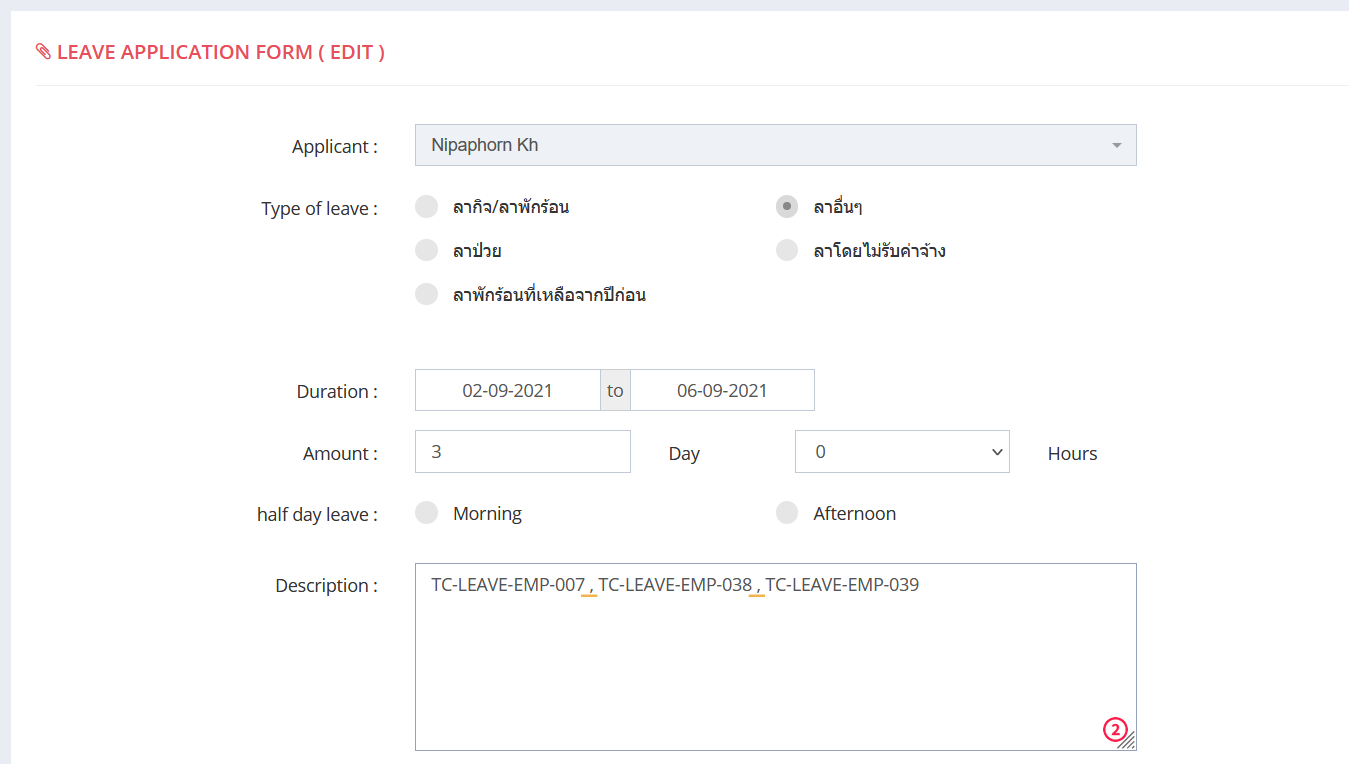 LEAVE APPLICATION FORM ( EDIT )
Applicant : Nipaphorn Kh
Type of leave : ลากิจ/ลาพักร้อน ลาอื่นๆ
ลาป่วย ลาโดยไม่รับค่าจ้าง
ลาพักร้อนที่เหลือจากปีก่อน
Duration : 02-09-2021 to 06-09-2021
Amount : 3 Day 0 Hours
half day leave : Morning Afternoon
Description : TC-LEAVE-EMP-007 , TC-LEAVE-EMP-038 , TC-LEAVE-EMP-039
2